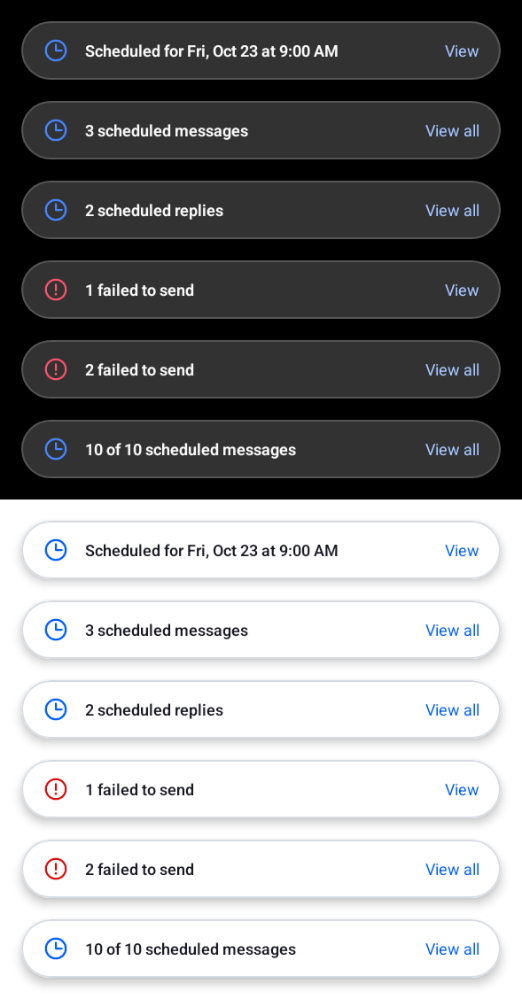 Scheduled for Fri, Oct 23 at 9:00 AM View
3 scheduled messages View all
2 scheduled replies View all
1 failed to send View
2 failed to send View all
10 of 10 scheduled messages View all
Scheduled for Fri, Oct 23 at 9:00 AM View
3 scheduled messages View all
2 scheduled replies View all
1 failed to send View
2 failed to send View all
10 of 10 scheduled messages View all